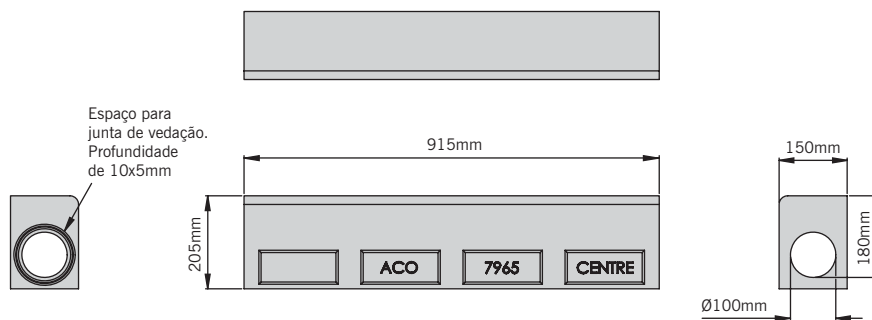 Espaço para
junta de vedação.
Profundidade
de 10x5mm
915mm
150mm
205mm
ACO
7965
CENTRE
180mm
Ø100mm